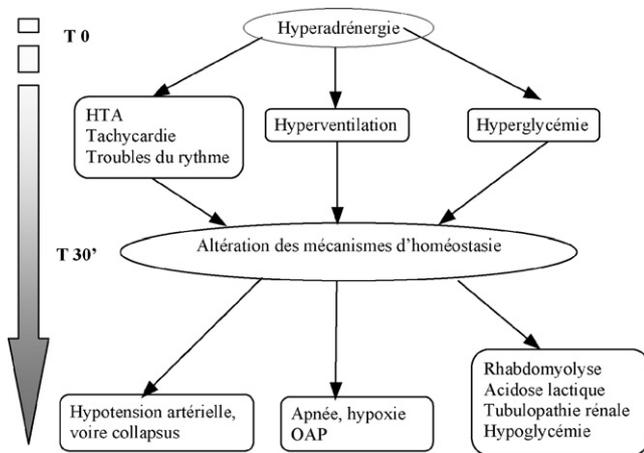 T 0
Hyperadrénergie
HTA
Tachycardie
Troubles du rythme
Hyperventilation
Hyperglycémie
T 30’
Altération des mécanismes d’homéostasie
Hypotension artérielle,
voire collapsus
Apnée, hypoxie
OAP
Rhabdomyolyse
Acidose lactique
Tubulopathie rénale
Hypoglycémie